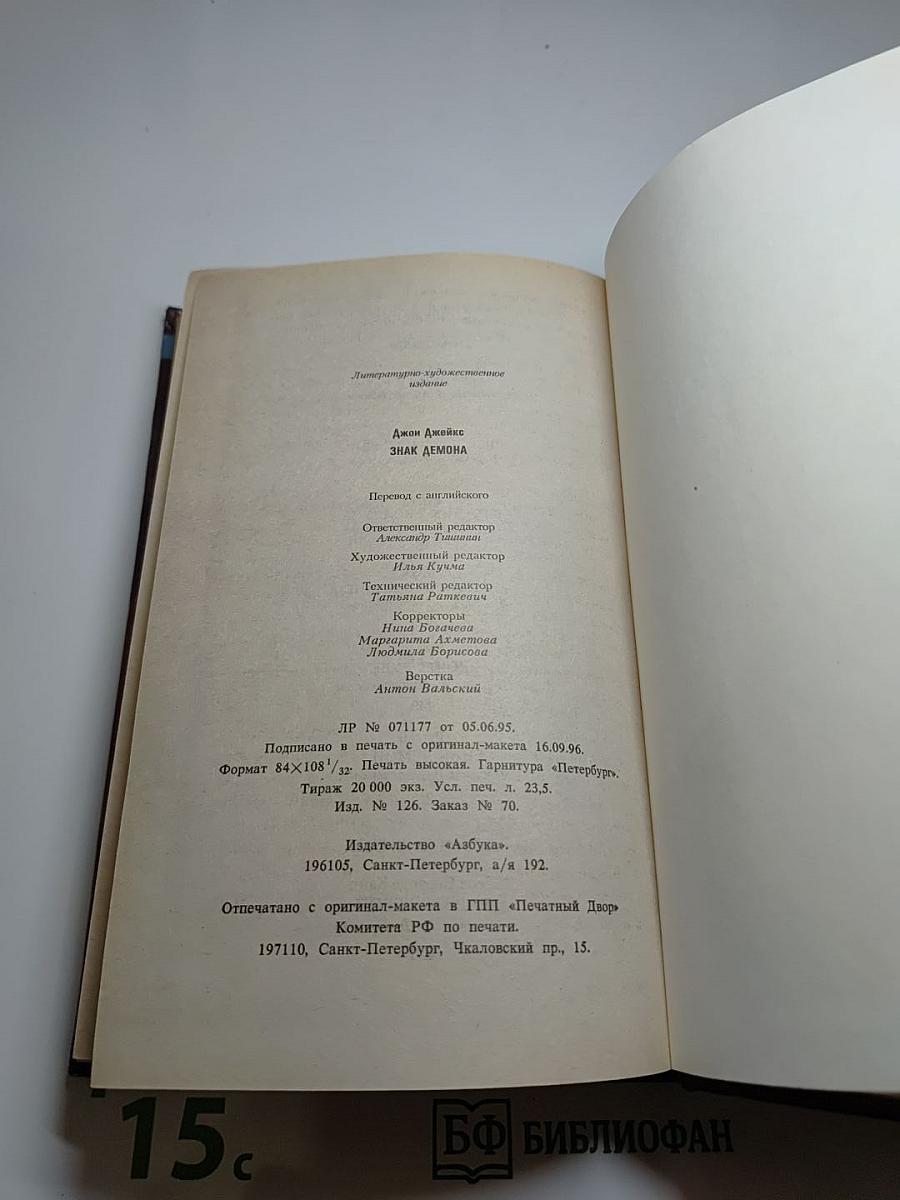 Литературно-художественное
издание
Джон Джейкс
ЗНАК ДЕМОНА
Перевод с английского
Ответственный редактор
Александр Тишинин
Художественный редактор
Илья Кучма
Технический редактор
Татьяна Раткевич
Корректоры
Нина Богачева
Маргарита Ахметова
Людмила Борисова
Верстка
Антон Вальский
ЛР № 071177 от 05.06.95.
Подписано в печать с оригинал-макета 16.09.96.
Формат 84×108 1/32. Печать высокая. Гарнитура «Петербург».
Тираж 20 000 экз. Усл. печ. л. 23,5.
Изд. № 126. Заказ № 70.
Издательство «Азбука».
196105, Санкт-Петербург, а/я 192.
Отпечатано с оригинал-макета в ГПП «Печатный Двор»
Комитета РФ по печати.
197110, Санкт-Петербург, Чкаловский пр., 15.
15 с
БФ БИБЛИОФАН